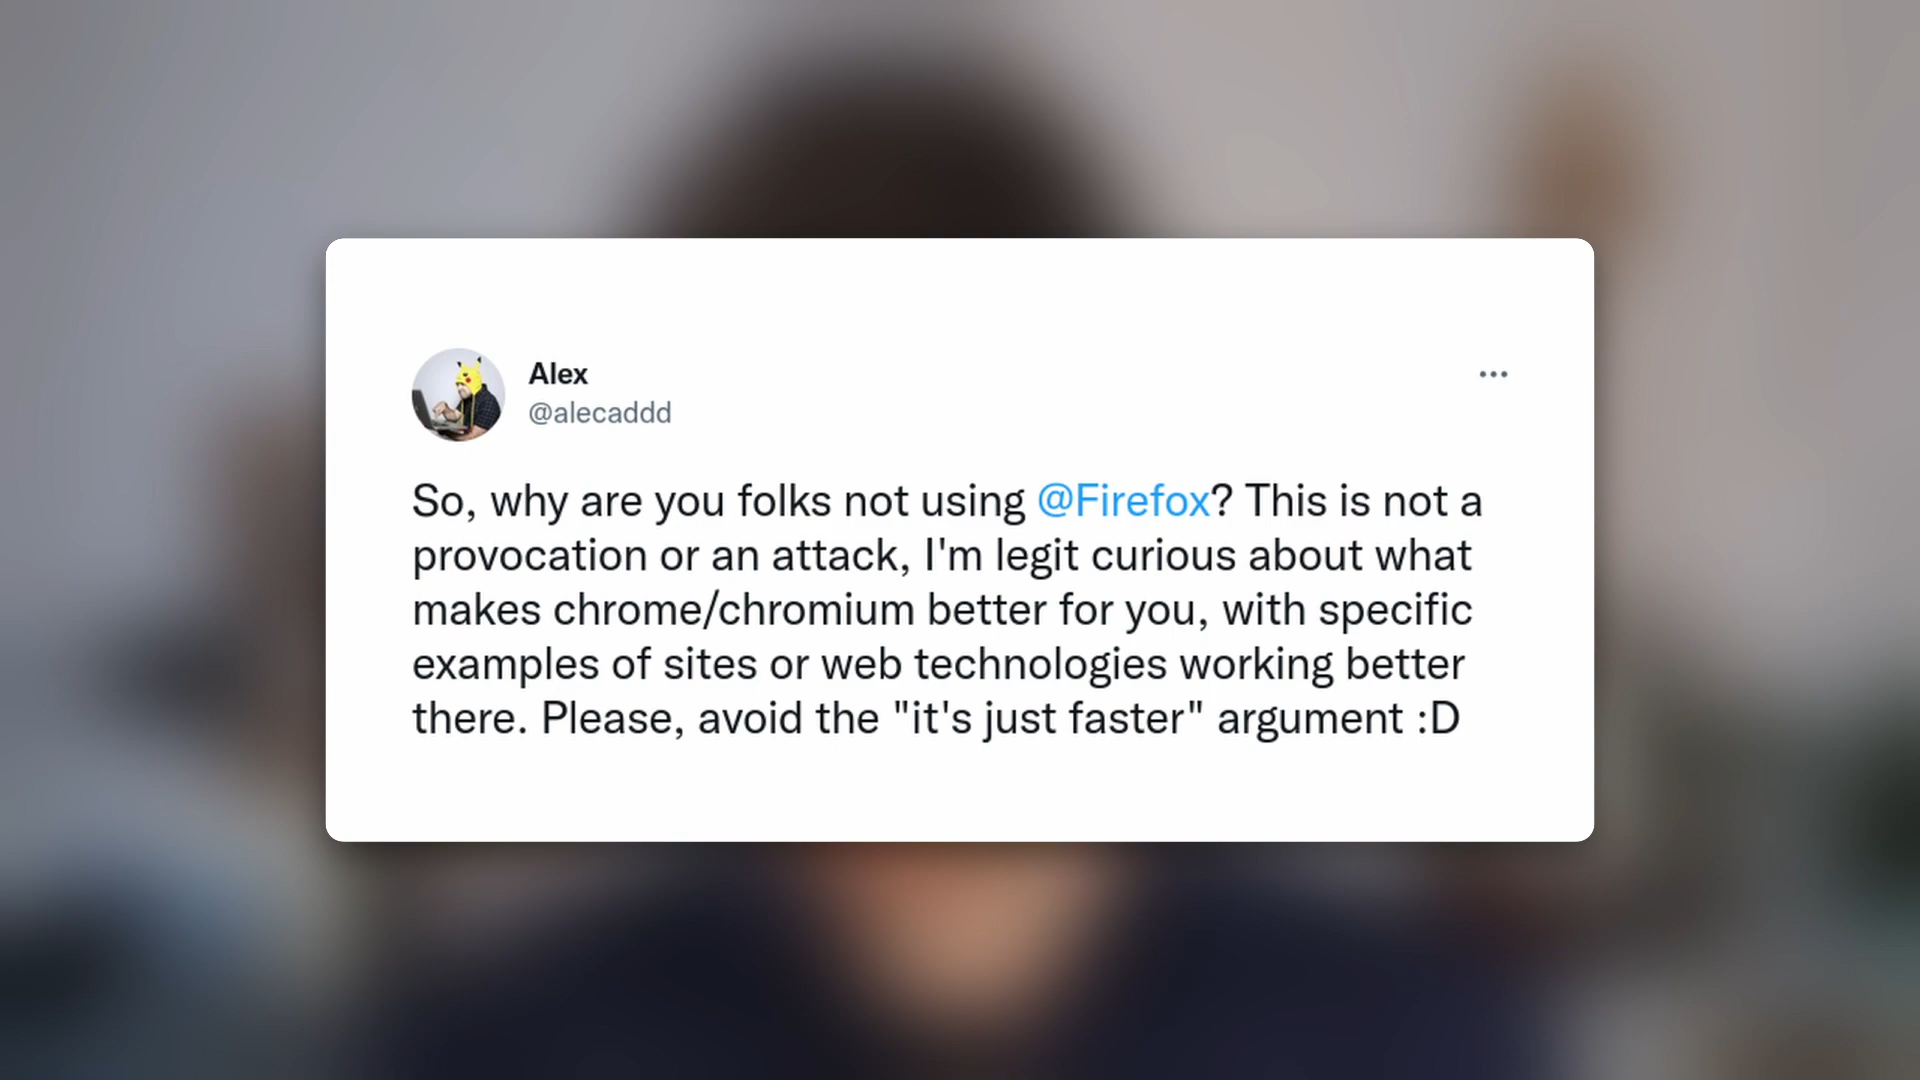 Alex
@alecaddd
So, why are you folks not using @Firefox? This is not a
provocation or an attack, I'm legit curious about what
makes chrome/chromium better for you, with specific
examples of sites or web technologies working better
there. Please, avoid the "it's just faster" argument :D